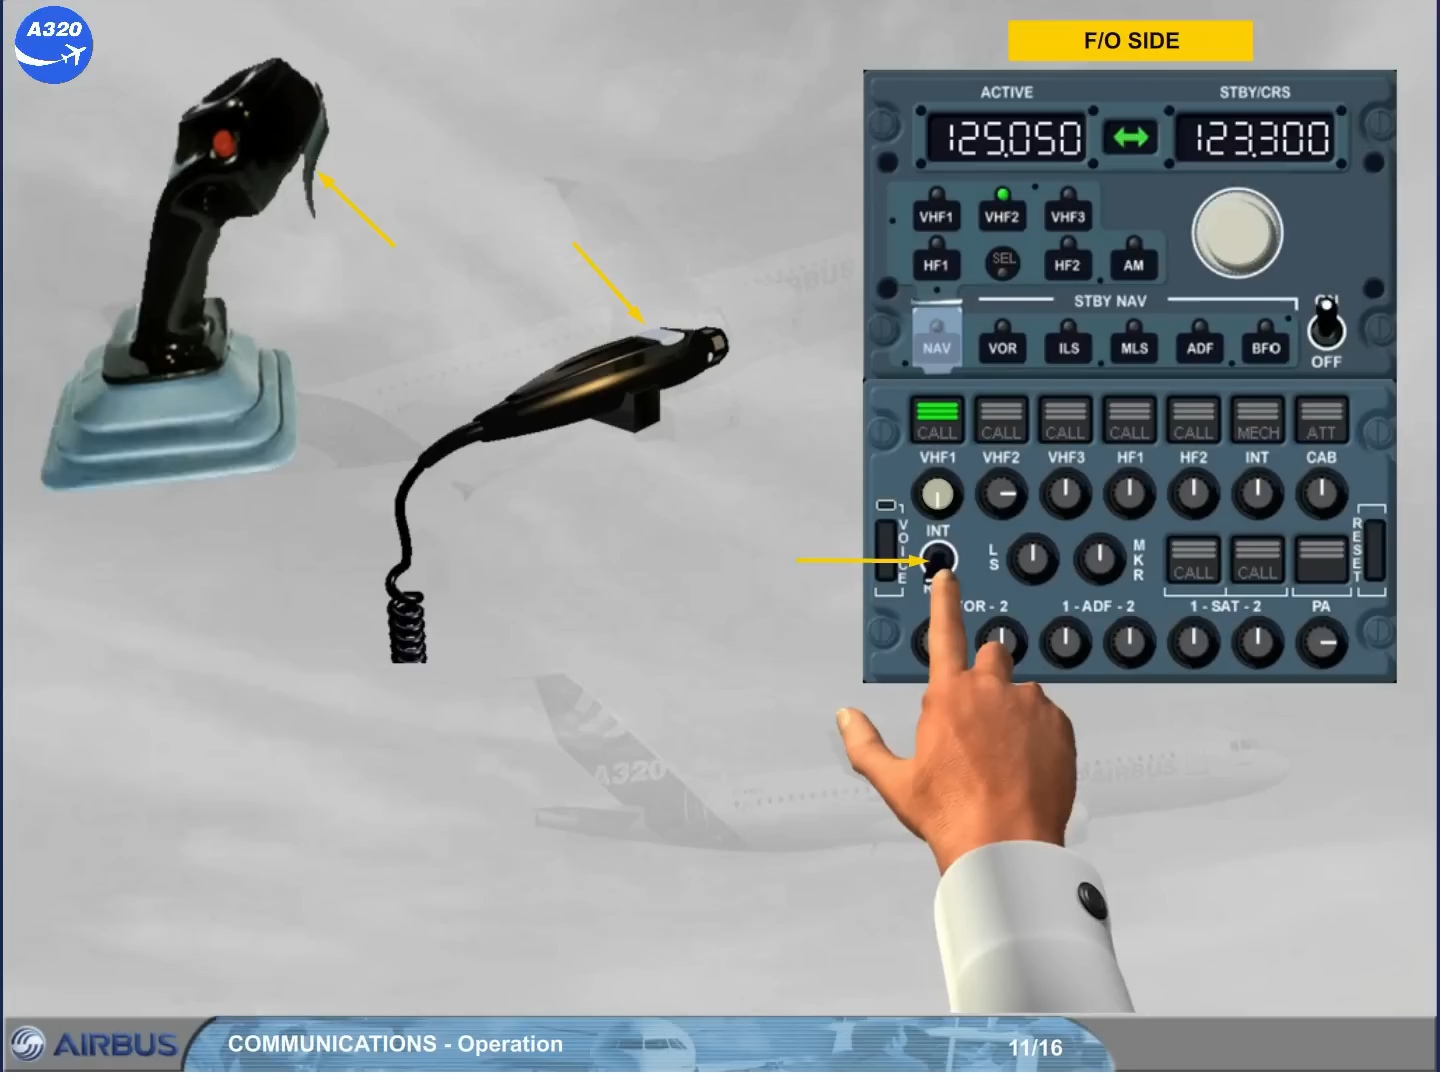 A320
F/O SIDE
ACTIVE STBY/CRS
125.050 123.300
VHF1 VHF2 VHF3
HF1 SEL HF2 AM
STBY NAV
ON
NAV VOR ILS MLS ADF BFO
OFF
CALL CALL CALL CALL CALL MECH ATT
VHF1 VHF2 VHF3 HF1 HF2 INT CAB
INT
VOICE
LS
MKR
RESET
CALL CALL
OR - 2 1 - ADF - 2 1 - SAT - 2 PA
A320
AIRBUS
AIRBUS
COMMUNICATIONS - Operation
11/16